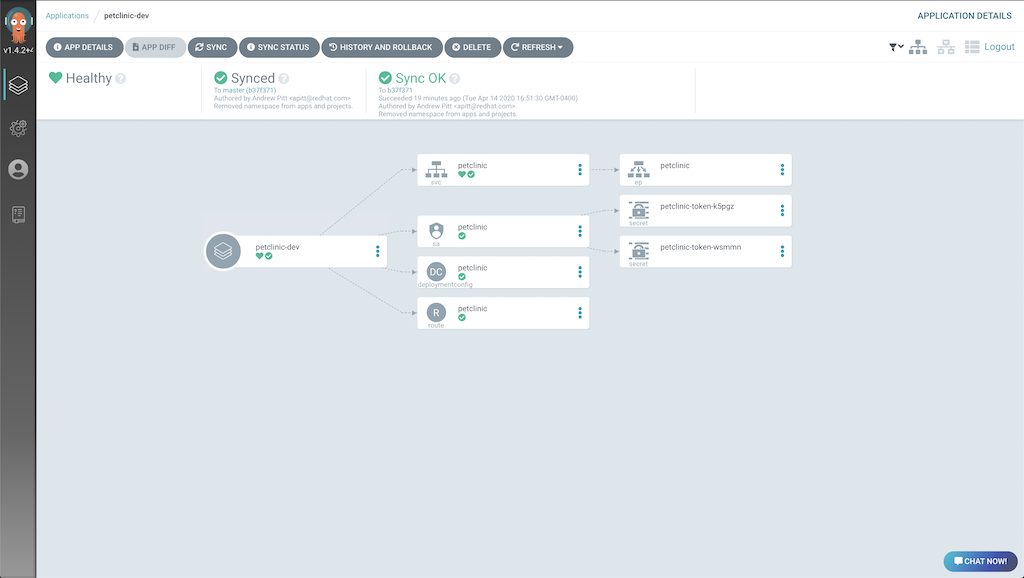 Applications / petclinic-dev
APPLICATION DETAILS
v1.4.2+4
APP DETAILS
APP DIFF
SYNC
SYNC STATUS
HISTORY AND ROLLBACK
DELETE
REFRESH
Logout
Healthy
Synced
To master (b37f371)
Authored by Andrew Pitt <apitt@redhat.com>
Removed namespace from apps and projects.
Sync OK
To b37f371
Succeeded 19 minutes ago (Tue Apr 14 2020 16:51:30 GMT-0400)
Authored by Andrew Pitt <apitt@redhat.com>
Removed namespace from apps and projects.
petclinic-dev
petclinic
svc
petclinic
ep
petclinic
sa
petclinic-token-k5pgz
secret
petclinic-token-wsmmn
secret
DC
petclinic
deploymentconfig
R
petclinic
route
CHAT NOW!